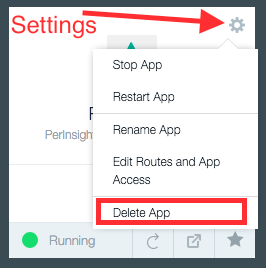 Settings
Stop App
Restart App
Rename App
PerInsigh
Edit Routes and App
Access
Delete App
Running